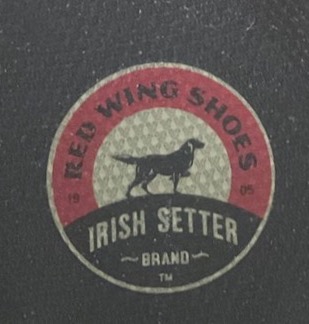 RED WING SHOES
19 05
IRISH SETTER
~BRAND~
TM